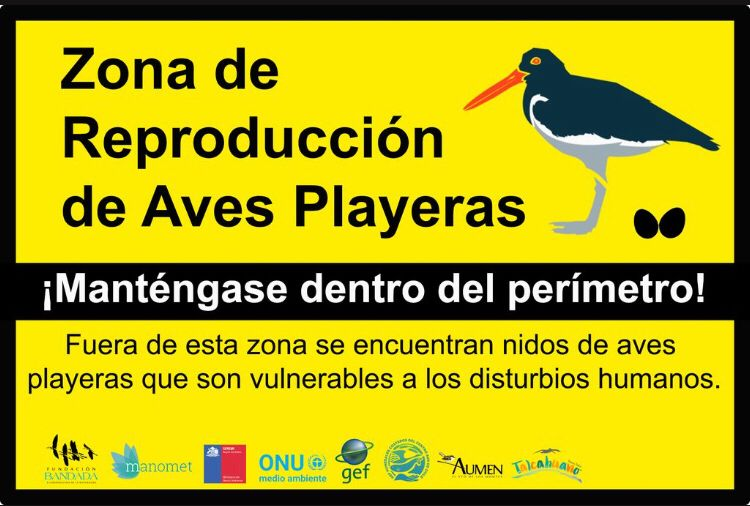 Zona de
Reproducción
de Aves Playeras
¡Manténgase dentro del perímetro!
Fuera de esta zona se encuentran nidos de aves
playeras que son vulnerables a los disturbios humanos.
FUNDACIÓN
BANDADA
manomet
ONU
medio ambiente
gef
AUMEN
Talcahuano